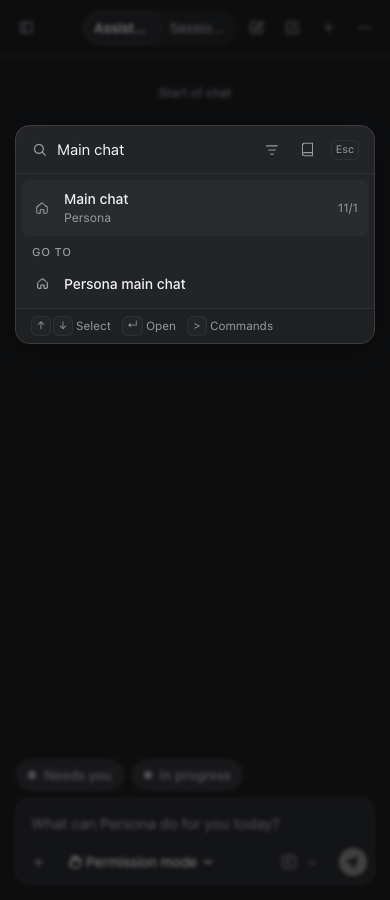 Assist... Sessio...
Start of chat
Main chat Esc
Main chat
Persona
11/1
GO TO
Persona main chat
Select Open > Commands
Needs you In progress
What can Persona do for you today?
Permission mode